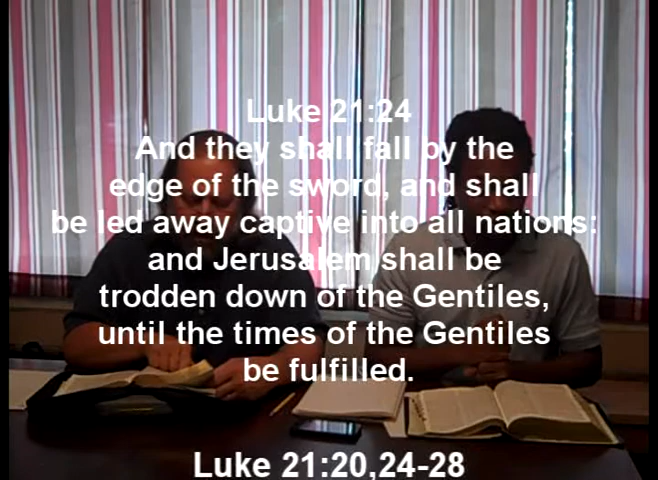 Luke 21:24
And they shall fall by the
edge of the sword, and shall
be led away captive into all nations:
and Jerusalem shall be
trodden down of the Gentiles,
until the times of the Gentiles
be fulfilled.
Luke 21:20,24-28